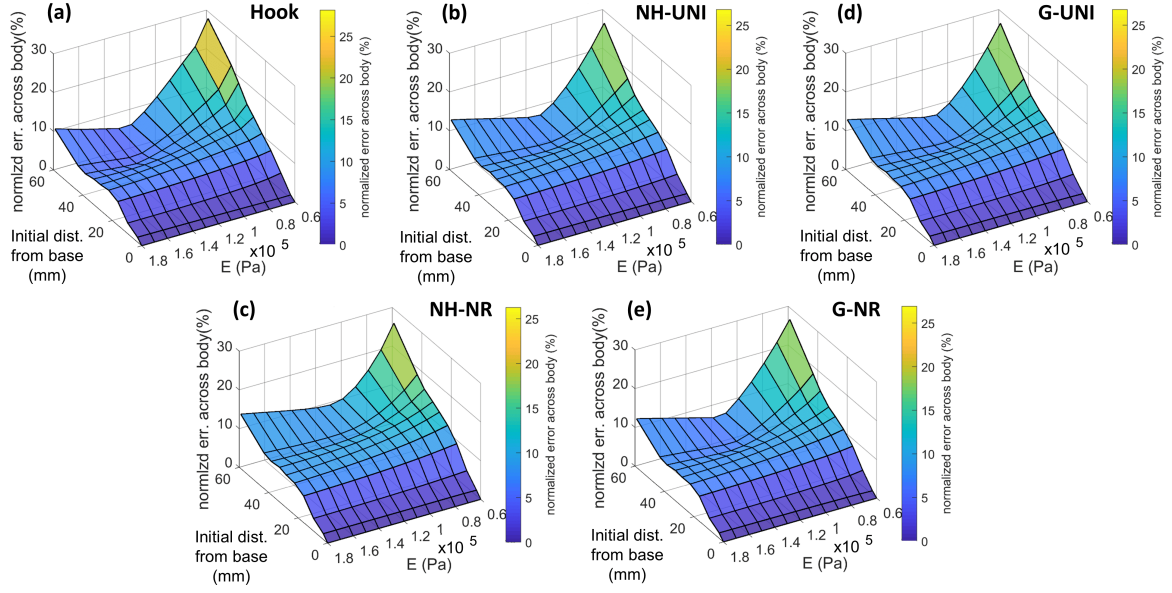 (a)
Hook
normlzd err. across body(%)
30
20
10
0
60
40
20
0
Initial dist.
from base
(mm)
1.8
1.6
1.4
1.2
1
0.8
0.6
x10 5
E (Pa)
25
20
15
10
5
0
normalized error across body (%)
(b)
NH-UNI
normlzd err. across body(%)
30
20
10
0
60
40
20
0
Initial dist.
from base
(mm)
1.8
1.6
1.4
1.2
1
0.8
0.6
x10 5
E (Pa)
25
20
15
10
5
0
normalized error across body (%)
(d)
G-UNI
normlzd err. across body(%)
30
20
10
0
60
40
20
0
Initial dist.
from base
(mm)
1.8
1.6
1.4
1.2
1
0.8
0.6
x10 5
E (Pa)
25
20
15
10
5
0
normalized error across body (%)
(c)
NH-NR
normlzd err. across body(%)
30
20
10
0
60
40
20
0
Initial dist.
from base
(mm)
1.8
1.6
1.4
1.2
1
0.8
0.6
x10 5
E (Pa)
25
20
15
10
5
0
normalized error across body (%)
(e)
G-NR
normlzd err. across body(%)
30
20
10
0
60
40
20
0
Initial dist.
from base
(mm)
1.8
1.6
1.4
1.2
1
0.8
0.6
x10 5
E (Pa)
25
20
15
10
5
0
normalized error across body (%)